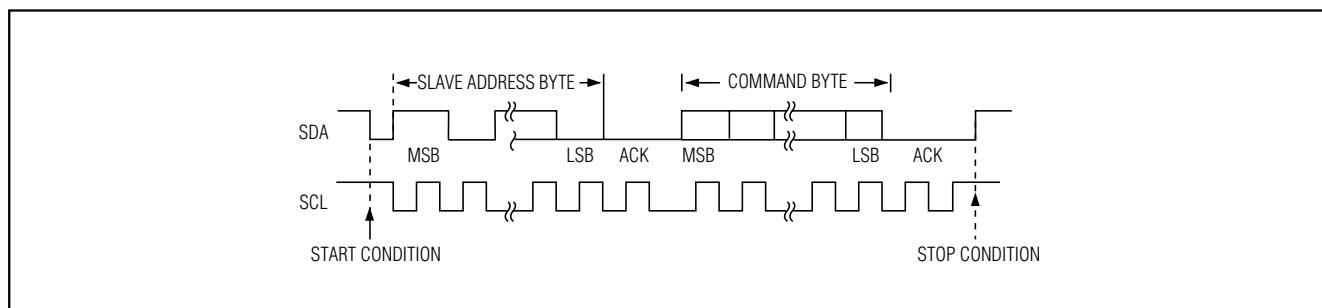 SLAVE ADDRESS BYTE COMMAND BYTE
SDA
MSB LSB ACK MSB LSB ACK
SCL
START CONDITION STOP CONDITION